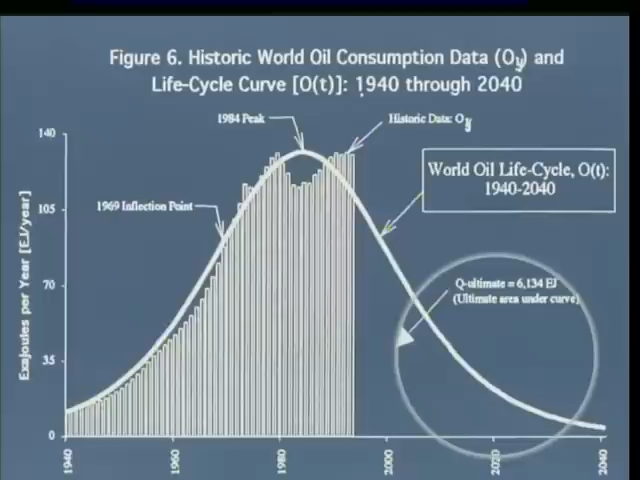 Figure 6. Historic World Oil Consumption Data (Oy) and
Life-Cycle Curve [O(t)]: 1940 through 2040
1984 Peak
Historic Data: Oy
140
World Oil Life-Cycle, O(t):
1940-2040
1969 Inflection Point
105
Exajoules per Year [EJ/year]
Q-ultimate = 6,134 EJ
(Ultimate area under curve)
70
35
0
1940
1960
1980
2000
2020
2040